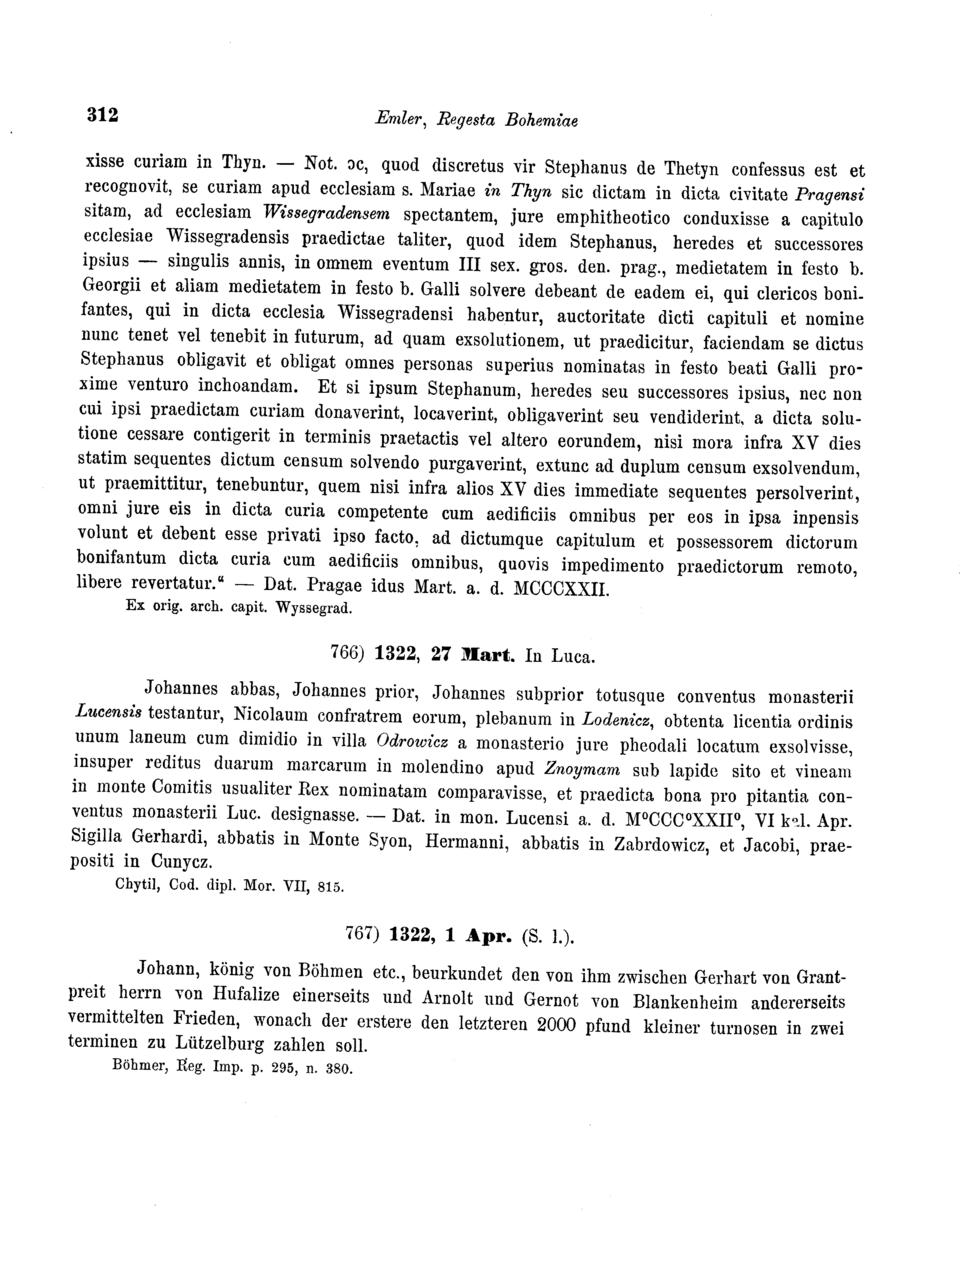 312 Emler, Regesta Bohemiae
xisse curiam in Thyn. — Not. ɔc, quod discretus vir Stephanus de Thetyn confessus est et
recognovit, se curiam apud ecclesiam s. Mariae in Thyn sic dictam in dicta civitate Pragensi
sitam, ad ecclesiam Wissegradensem spectantem, jure emphitheotico conduxisse a capitulo
ecclesiae Wissegradensis praedictae taliter, quod idem Stephanus, heredes et successores
ipsius — singulis annis, in omnem eventum III sex. gros. den. prag., medietatem in festo b.
Georgii et aliam medietatem in festo b. Galli solvere debeant de eadem ei, qui clericos boni-
fantes, qui in dicta ecclesia Wissegradensi habentur, auctoritate dicti capituli et nomine
nunc tenet vel tenebit in futurum, ad quam exsolutionem, ut praedicitur, faciendam se dictus
Stephanus obligavit et obligat omnes personas superius nominatas in festo beati Galli pro-
xime venturo inchoandam. Et si ipsum Stephanum, heredes seu successores ipsius, nec non
cui ipsi praedictam curiam donaverint, locaverint, obligaverint seu vendiderint, a dicta solu-
tione cessare contigerit in terminis praetactis vel altero eorundem, nisi mora infra XV dies
statim sequentes dictum censum solvendo purgaverint, extunc ad duplum censum exsolvendum,
ut praemittitur, tenebuntur, quem nisi infra alios XV dies immediate sequentes persolverint,
omni jure eis in dicta curia competente cum aedificiis omnibus per eos in ipsa inpensis
volunt et debent esse privati ipso facto, ad dictumque capitulum et possessorem dictorum
bonifantum dicta curia cum aedificiis omnibus, quovis impedimento praedictorum remoto,
libere revertatur.“ — Dat. Pragae idus Mart. a. d. MCCCXXII.
Ex orig. arch. capit. Wyssegrad.
766) 1322, 27 Mart. In Luca.
Johannes abbas, Johannes prior, Johannes subprior totusque conventus monasterii
Lucensis testantur, Nicolaum confratrem eorum, plebanum in Lodenicz, obtenta licentia ordinis
unum laneum cum dimidio in villa Odrowicz a monasterio jure pheodali locatum exsolvisse,
insuper reditus duarum marcarum in molendino apud Znoymam sub lapide sito et vineam
in monte Comitis usualiter Rex nominatam comparavisse, et praedicta bona pro pitantia con-
ventus monasterii Luc. designasse. — Dat. in mon. Lucensi a. d. M⁰CCC⁰XXII⁰, VI kal. Apr.
Sigilla Gerhardi, abbatis in Monte Syon, Hermanni, abbatis in Zabrdowicz, et Jacobi, prae-
positi in Cunycz.
Chytil, Cod. dipl. Mor. VII, 815.
767) 1322, 1 Apr. (S. l.).
Johann, könig von Böhmen etc., beurkundet den von ihm zwischen Gerhart von Grant-
preit herrn von Hufalize einerseits und Arnolt und Gernot von Blankenheim andererseits
vermittelten Frieden, wonach der erstere den letzteren 2000 pfund kleiner turnosen in zwei
terminen zu Lützelburg zahlen soll.
Böhmer, Reg. Imp. p. 295, n. 380.